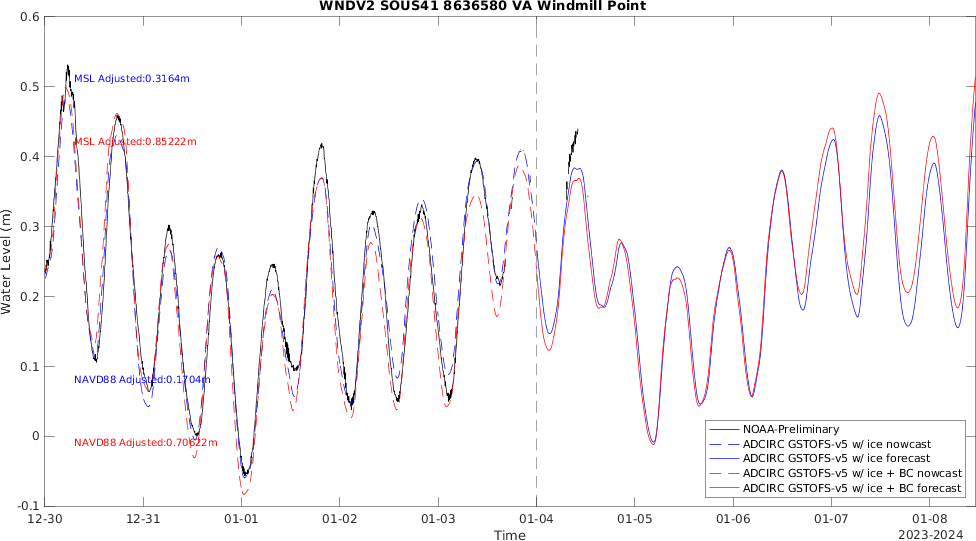 WNDV2 SOUS41 8636580 VA Windmill Point
0.6
0.5
0.4
0.3
0.2
0.1
0
-0.1
Water Level (m)
MSL Adjusted:0.3164m
MSL Adjusted:0.85222m
NAVD88 Adjusted:0.1704m
NAVD88 Adjusted:0.70622m
NOAA-Preliminary
ADCIRC GSTOFS-v5 w/ ice nowcast
ADCIRC GSTOFS-v5 w/ ice forecast
ADCIRC GSTOFS-v5 w/ ice + BC nowcast
ADCIRC GSTOFS-v5 w/ ice + BC forecast
12-30 12-31 01-01 01-02 01-03 01-04 01-05 01-06 01-07 01-08
Time
2023-2024